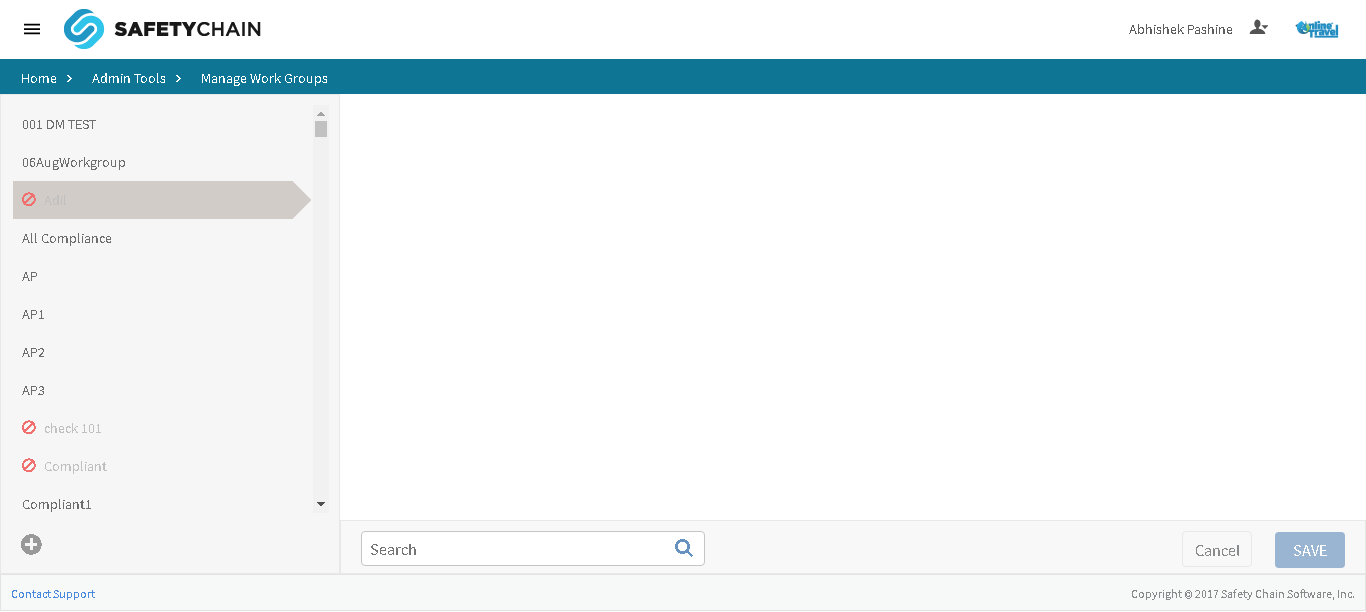 SAFETYCHAIN
Abhishek Pashine
Online Travel
Home
Admin Tools
Manage Work Groups
001 DM TEST
06AugWorkgroup
Adil
All Compliance
AP
AP1
AP2
AP3
check 101
Compliant
Compliant1
Search
Cancel
SAVE
Contact Support
Copyright © 2017 Safety Chain Software, Inc.